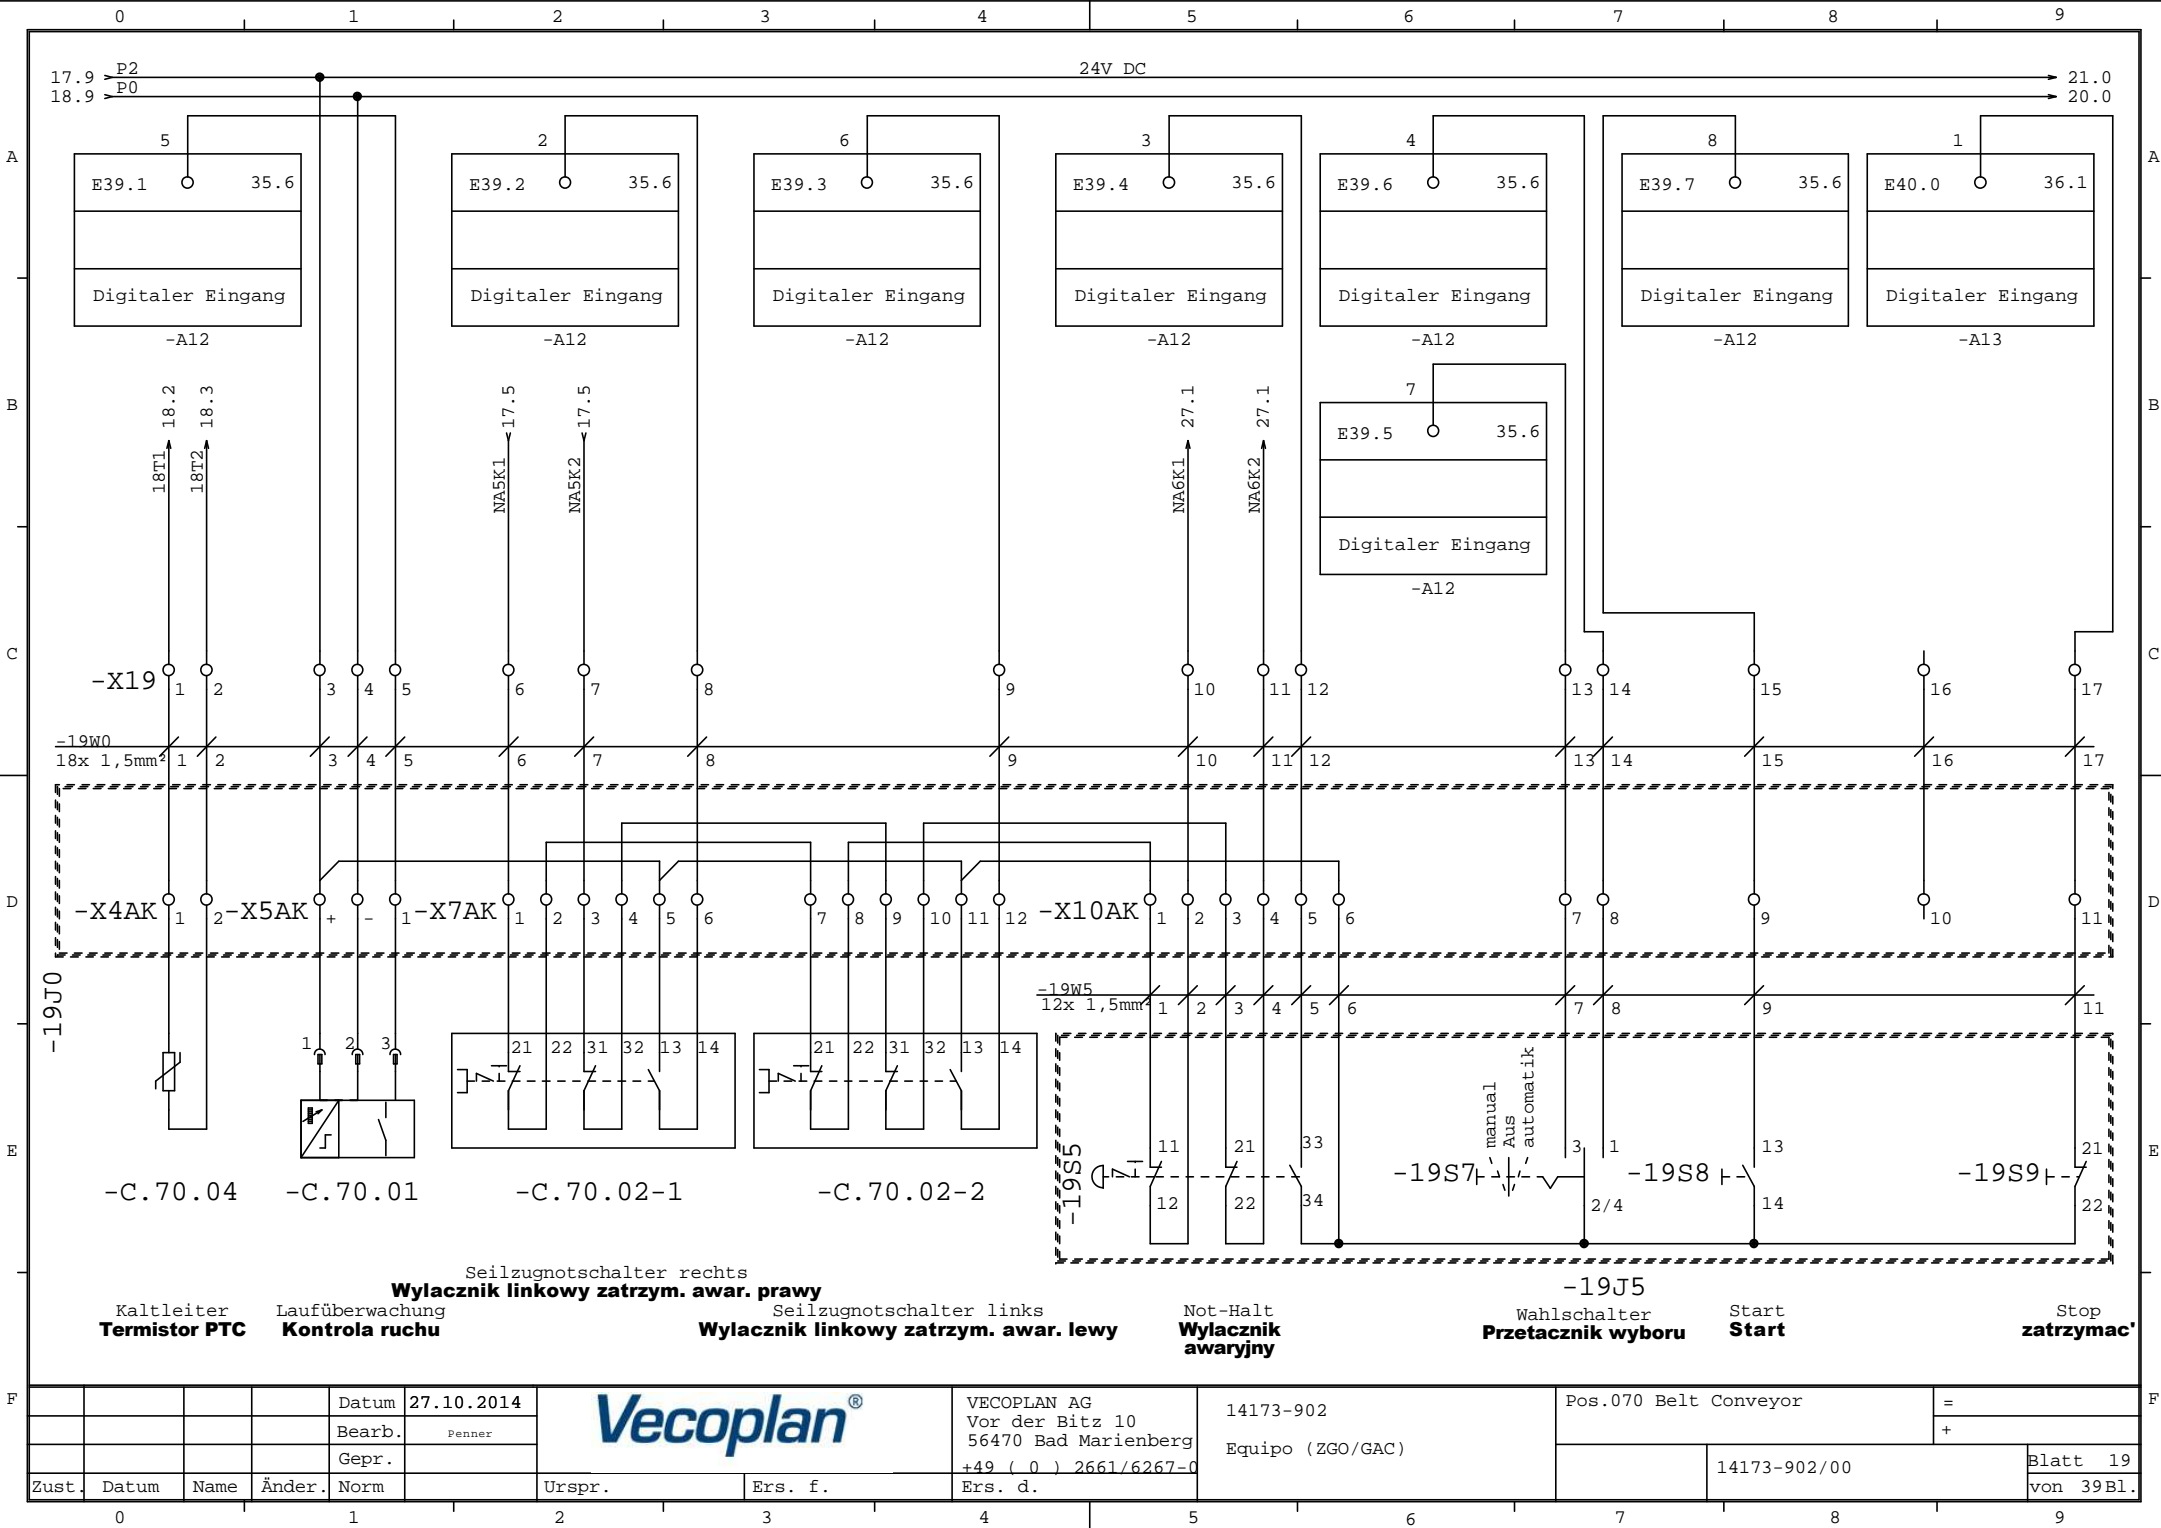 0 1 2 3 4 5 6 7 8 9
17.9 P2 24V DC 21.0
18.9 P0 20.0
5 2 6 3 4 8 1
A A
E39.1 35.6 E39.2 35.6 E39.3 35.6 E39.4 35.6 E39.6 35.6 E39.7 35.6 E40.0 36.1
Digitaler Eingang Digitaler Eingang Digitaler Eingang Digitaler Eingang Digitaler Eingang Digitaler Eingang Digitaler Eingang
-A12 -A12 -A12 -A12 -A12 -A12 -A13
18.2 18.3 17.5 17.5 27.1 27.1
7
B B
E39.5 35.6
18T1 18T2 NA5K1 NA5K2 NA6K1 NA6K2
Digitaler Eingang
-A12
C C
-X19 1 2 3 4 5 6 7 8 9 10 11 12 13 14 15 16 17
-19W0
18x 1,5mm² 1 2 3 4 5 6 7 8 9 10 11 12 13 14 15 16 17
D D
-X4AK 1 2 -X5AK + - 1 -X7AK 1 2 3 4 5 6 7 8 9 10 11 12 -X10AK 1 2 3 4 5 6 7 8 9 10 11
-19J0
-19W5
12x 1,5mm² 1 2 3 4 5 6 7 8 9 11
1 2 3 21 22 31 32 13 14 21 22 31 32 13 14
manual
Aus
automatik
E E
11 21 33 3 1 13 21
-C.70.04 -C.70.01 -C.70.02-1 -C.70.02-2 -19S5 -19S7 -19S8 -19S9
12 22 34 2/4 14 22
Seilzugnotschalter rechts
Wylacznik linkowy zatrzym. awar. prawy
-19J5
Kaltleiter Laufüberwachung Seilzugnotschalter links Not-Halt Wahlschalter Start Stop
Termistor PTC Kontrola ruchu Wylacznik linkowy zatrzym. awar. lewy Wylacznik Przetacznik wyboru Start zatrzymac'
awaryjny
F F
Datum 27.10.2014
Bearb. Penner
Gepr.
Zust. Datum Name Änder. Norm
Vecoplan®
Urspr. Ers. f. Ers. d.
VECOPLAN AG
Vor der Bitz 10
56470 Bad Marienberg
+49 ( 0 ) 2661/6267-0
14173-902
Equipo (ZGO/GAC)
Pos.070 Belt Conveyor
=
+
14173-902/00
Blatt 19
von 39Bl.
0 1 2 3 4 5 6 7 8 9